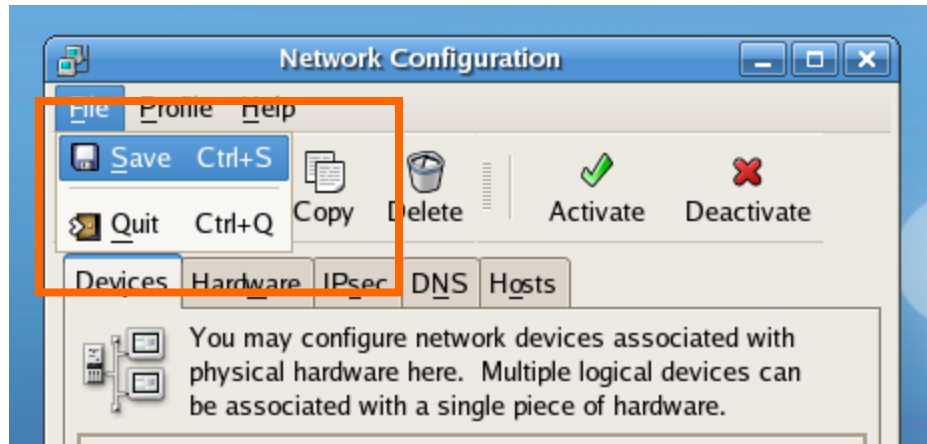 Network Configuration
File Profile Help
Save Ctrl+S
Quit Ctrl+Q
Copy Delete Activate Deactivate
Devices Hardware IPsec DNS Hosts
You may configure network devices associated with
physical hardware here. Multiple logical devices can
be associated with a single piece of hardware.